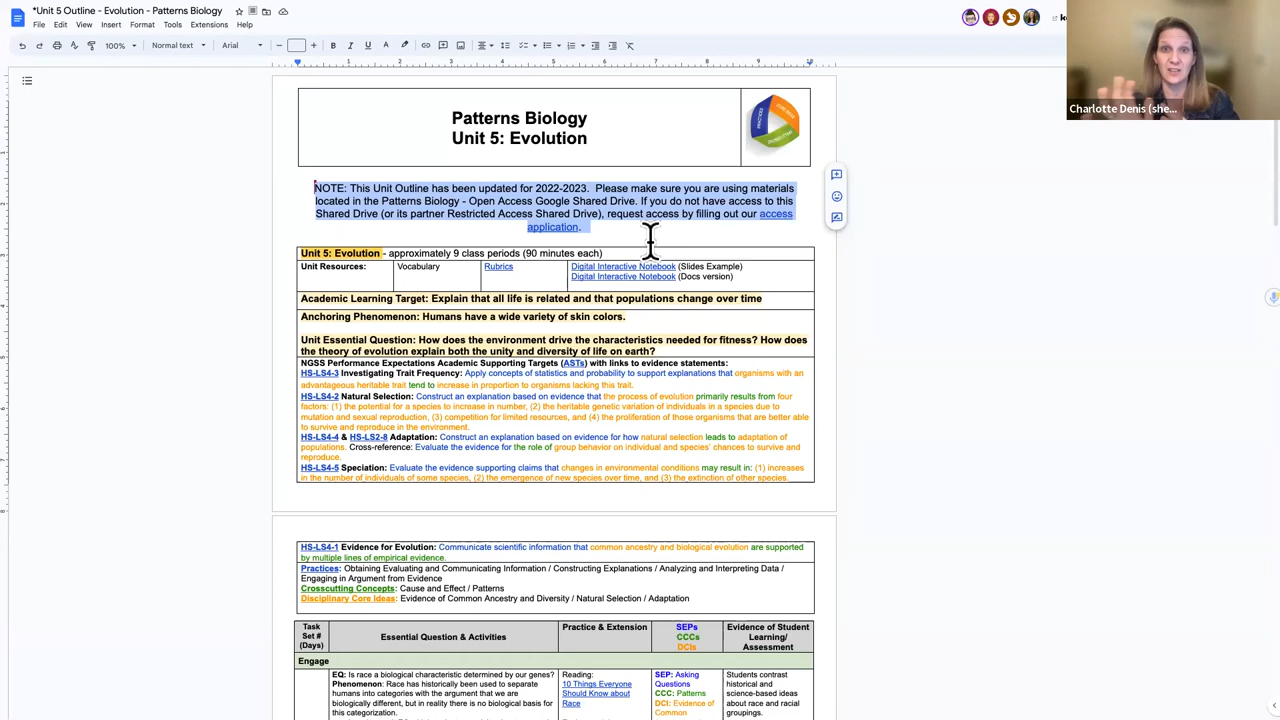 *Unit 5 Outline - Evolution - Patterns Biology
File Edit View Insert Format Tools Extensions Help
100% Normal text Arial
1 2 3 4 5 6 7 8 9 10
Patterns Biology
Unit 5: Evolution
NOTE: This Unit Outline has been updated for 2022-2023. Please make sure you are using materials
located in the Patterns Biology - Open Access Google Shared Drive. If you do not have access to this
Shared Drive (or its partner Restricted Access Shared Drive), request access by filling out our access
application.
Unit 5: Evolution - approximately 9 class periods (90 minutes each)
Unit Resources: Vocabulary Rubrics Digital Interactive Notebook (Slides Example)
Digital Interactive Notebook (Docs version)
Academic Learning Target: Explain that all life is related and that populations change over time
Anchoring Phenomenon: Humans have a wide variety of skin colors.
Unit Essential Question: How does the environment drive the characteristics needed for fitness? How does
the theory of evolution explain both the unity and diversity of life on earth?
NGSS Performance Expectations Academic Supporting Targets (ASTs) with links to evidence statements:
HS-LS4-3 Investigating Trait Frequency: Apply concepts of statistics and probability to support explanations that organisms with an
advantageous heritable trait tend to increase in proportion to organisms lacking this trait.
HS-LS4-2 Natural Selection: Construct an explanation based on evidence that the process of evolution primarily results from four
factors: (1) the potential for a species to increase in number, (2) the heritable genetic variation of individuals in a species due to
mutation and sexual reproduction, (3) competition for limited resources, and (4) the proliferation of those organisms that are better able
to survive and reproduce in the environment.
HS-LS4-4 & HS-LS2-8 Adaptation: Construct an explanation based on evidence for how natural selection leads to adaptation of
populations. Cross-reference: Evaluate the evidence for the role of group behavior on individual and species' chances to survive and
reproduce.
HS-LS4-5 Speciation: Evaluate the evidence supporting claims that changes in environmental conditions may result in: (1) increases
in the number of individuals of some species, (2) the emergence of new species over time, and (3) the extinction of other species.
HS-LS4-1 Evidence for Evolution: Communicate scientific information that common ancestry and biological evolution are supported
by multiple lines of empirical evidence.
Practices: Obtaining Evaluating and Communicating Information / Constructing Explanations / Analyzing and Interpreting Data /
Engaging in Argument from Evidence
Crosscutting Concepts: Cause and Effect / Patterns
Disciplinary Core Ideas: Evidence of Common Ancestry and Diversity / Natural Selection / Adaptation
Task
Set #
(Days)
Essential Question & Activities
Practice & Extension
SEPs
CCCs
DCIs
Evidence of Student
Learning/
Assessment
Engage
EQ: Is race a biological characteristic determined by our genes?
Phenomenon: Race has historically been used to separate
humans into categories with the argument that we are
biologically different, but in reality there is no biological basis for
this categorization.
Reading:
10 Things Everyone
Should Know about
Race
SEP: Asking
Questions
CCC: Patterns
DCI: Evidence of
Common
Students contrast
historical and
science-based ideas
about race and racial
groupings.
Charlotte Denis (she...